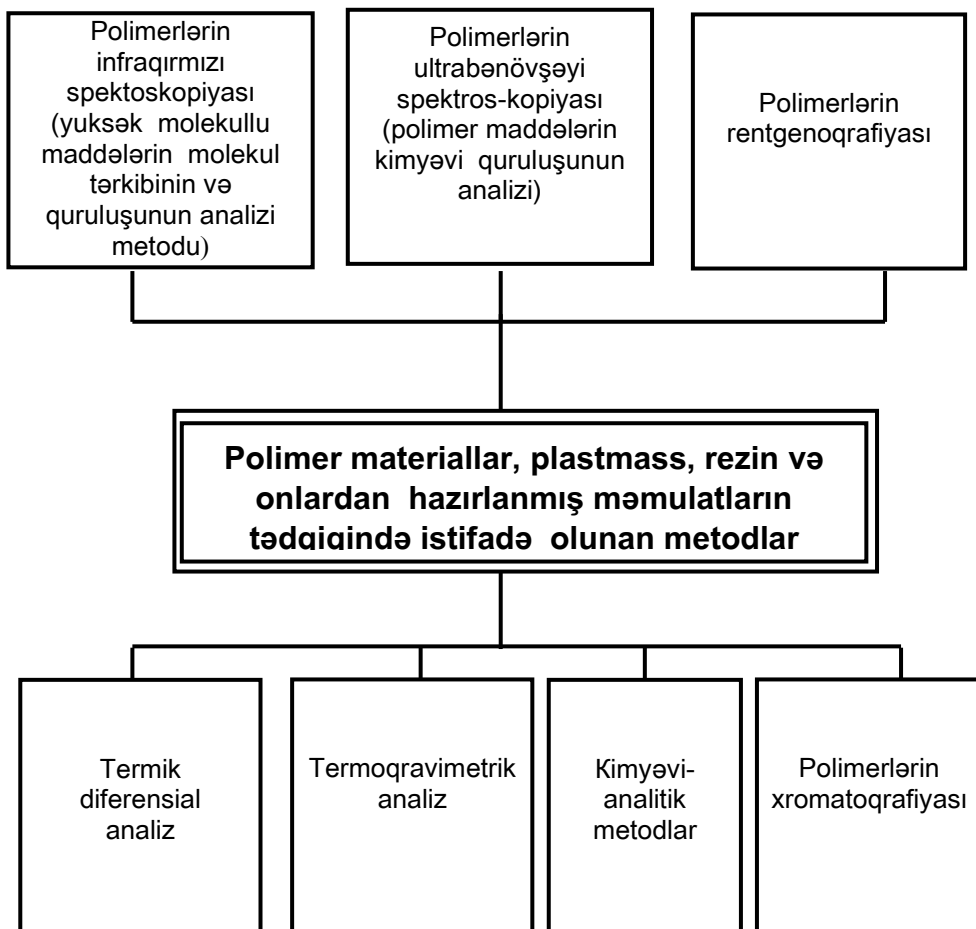 Polimerlərin
infraqırmızı
spektoskopiyası
(yuksək molekullu
maddələrin molekul
tərkibinin və
quruluşunun analizi
metodu)
Polimerlərin
ultrabənövşəyi
spektros-kopiyası
(polimer maddələrin
kimyəvi quruluşunun
analizi)
Polimerlərin
rentgenoqrafiyası
Polimer materiallar, plastmass, rezin və
onlardan hazırlanmış məmulatların
tədqiqində istifadə olunan metodlar
Termik
diferensial
analiz
Termoqravimetrik
analiz
Kimyəvi-
analitik
metodlar
Polimerlərin
xromatoqrafiyası